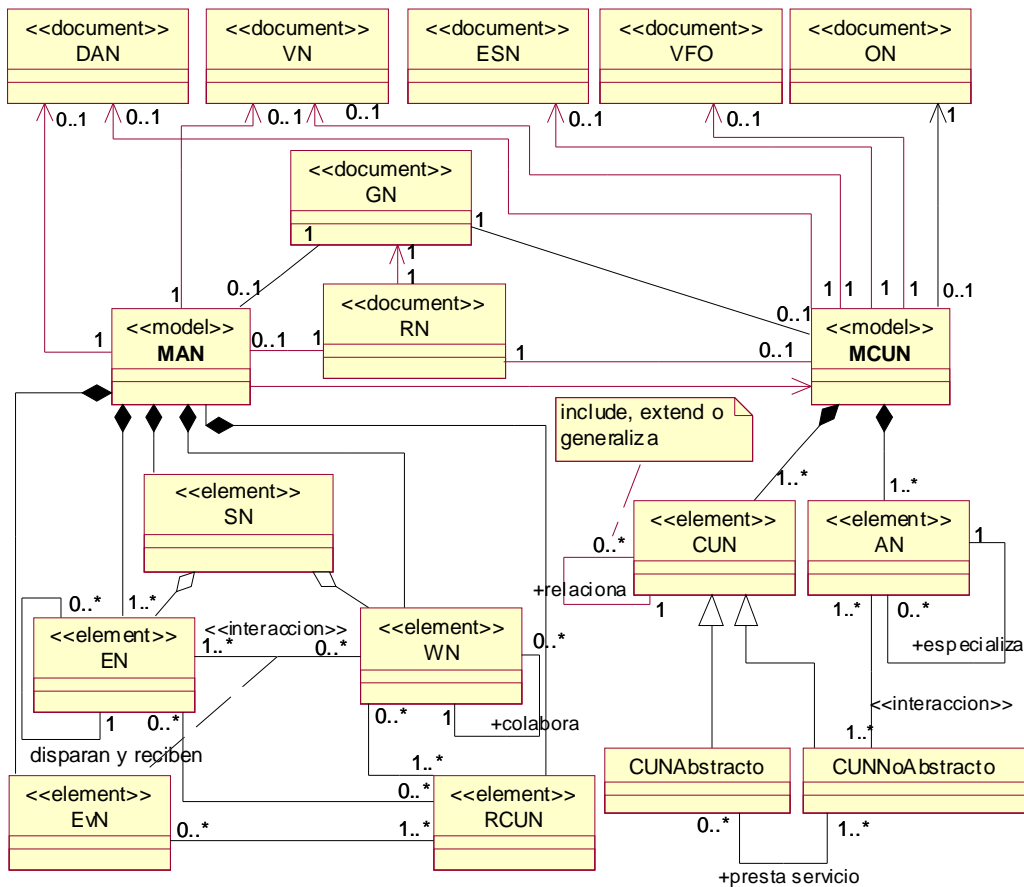 <<document>>
DAN
<<document>>
VN
<<document>>
ESN
<<document>>
VFO
<<document>>
ON
0..1
0..1
0..1
0..1
0..1
0..1
1
<<document>>
GN
1
1
1
1
<<document>>
RN
0..1
1
1
0..1
1
1
0..1
1
1
1
1
0..1
0..1
<<model>>
MAN
<<model>>
MCUN
include, extend o
generaliza
1..*
1..*
<<element>>
SN
<<element>>
CUN
<<element>>
AN
0..*
+relaciona
1
1
1..*
0..*
+especializa
0..*
1..*
<<interaccion>>
<<element>>
EN
1..*
0..*
<<element>>
WN
0..*
1
0..*
disparan y reciben
1
+colabora
0..*
1..*
<<interaccion>>
1..*
<<element>>
EvN
0..*
0..*
1..*
<<element>>
RCUN
CUNAbstracto
CUNNoAbstracto
0..*
1..*
+presta servicio